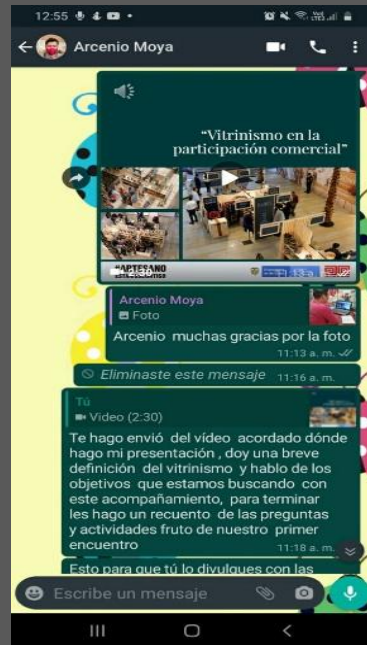 12:55
Arcenio Moya
“Vitrinismo en la
participación comercial”
Arcenio Moya
Foto
Arcenio muchas gracias por la foto
11:13 a. m.
Eliminaste este mensaje 11:16 a. m.
Tú
Video (2:30)
Te hago envió del vídeo acordado dónde
hago mi presentación , doy una breve
definición del vitrinismo y hablo de los
objetivos que estamos buscando con
este acompañamiento, para terminar
les hago un recuento de las preguntas
y actividades fruto de nuestro primer
encuentro
11:18 a. m.
Esto para que tú lo divulgues con las
Escribe un mensaje